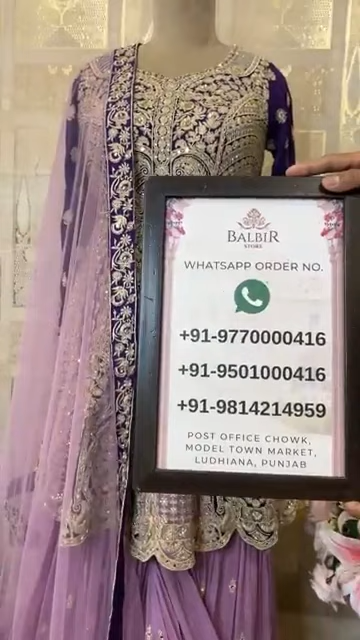 BALBIR
STORE
WHATSAPP ORDER NO.
+91-9770000416
+91-9501000416
+91-9814214959
POST OFFICE CHOWK,
MODEL TOWN MARKET,
LUDHIANA, PUNJAB